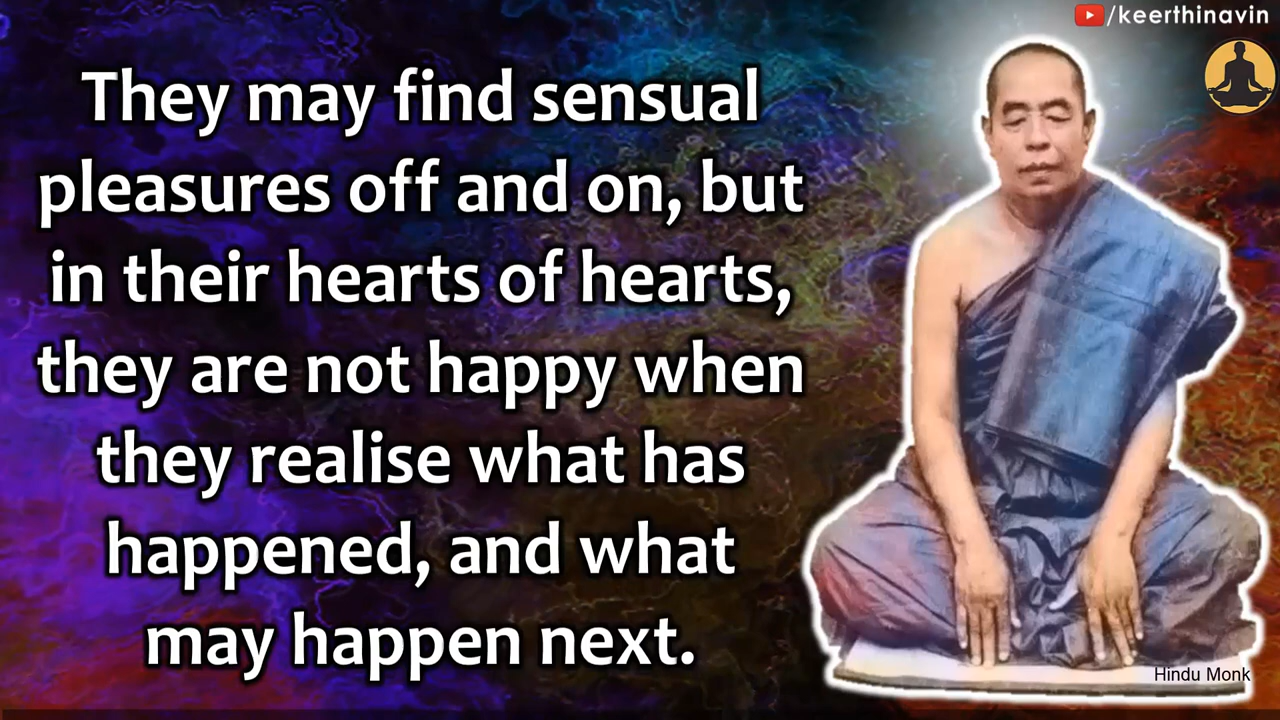 /keerthinavin
They may find sensual
pleasures off and on, but
in their hearts of hearts,
they are not happy when
they realise what has
happened, and what
may happen next.
Hindu Monk